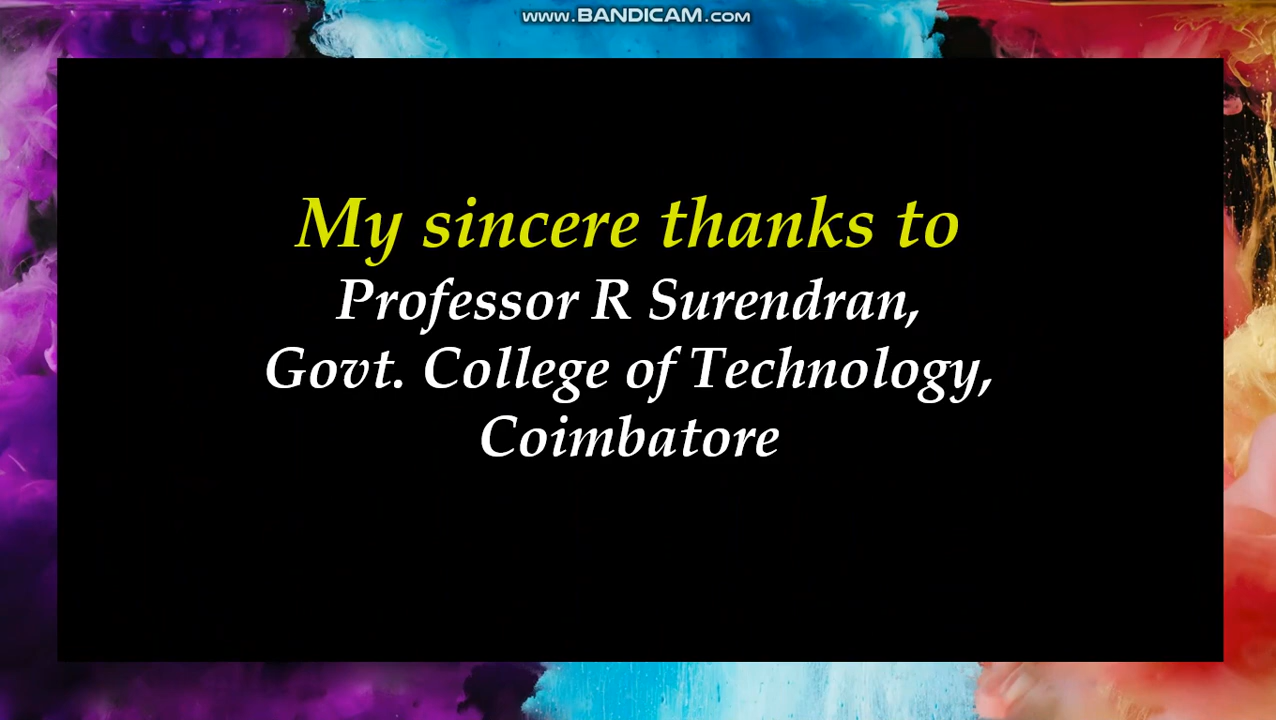 www.BANDICAM.com
My sincere thanks to
Professor R Surendran,
Govt. College of Technology,
Coimbatore